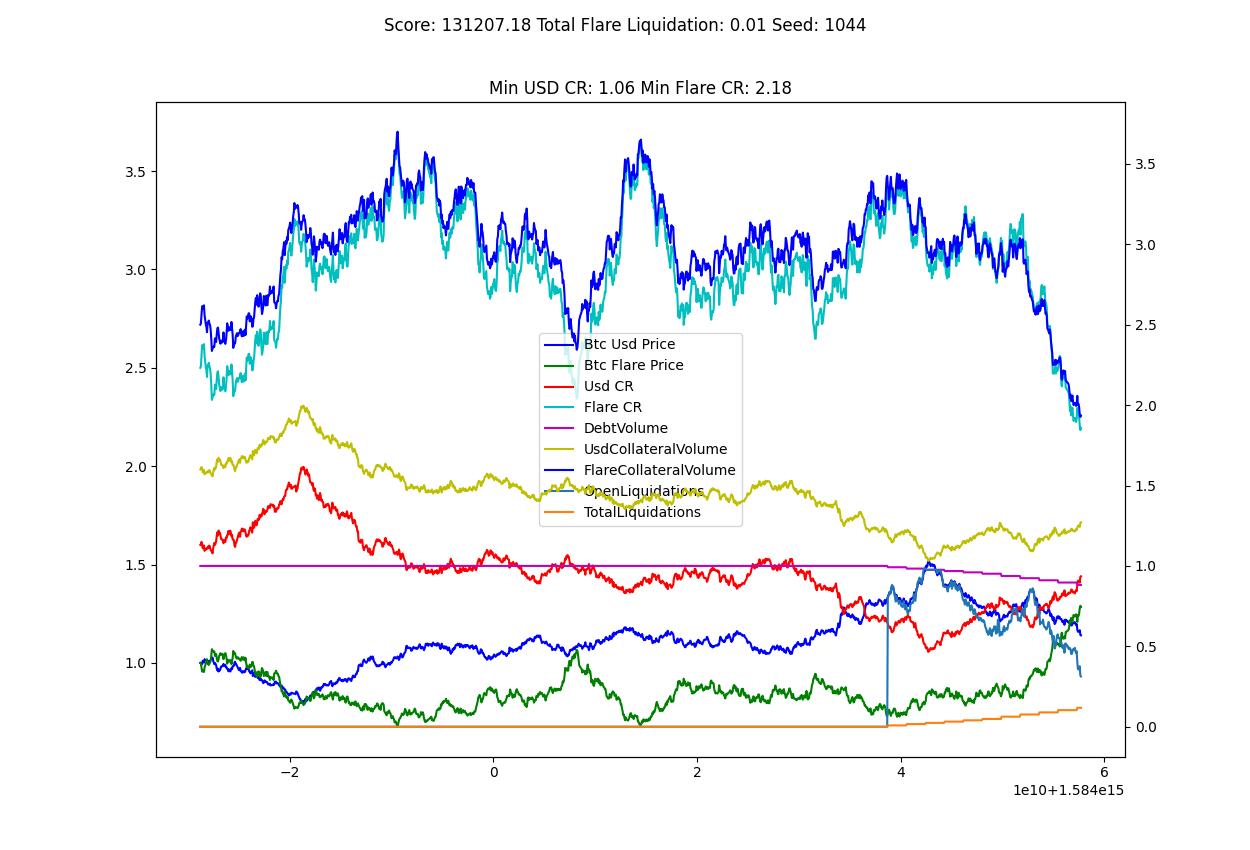 Score: 131207.18 Total Flare Liquidation: 0.01 Seed: 1044
Min USD CR: 1.06 Min Flare CR: 2.18
3.5
3.0
2.5
2.0
1.5
1.0
3.5
3.0
2.5
2.0
1.5
1.0
0.5
0.0
Btc Usd Price
Btc Flare Price
Usd CR
Flare CR
DebtVolume
UsdCollateralVolume
FlareCollateralVolume
OpenLiquidations
TotalLiquidations
−2
0
2
4
6
1e10+1.584e15